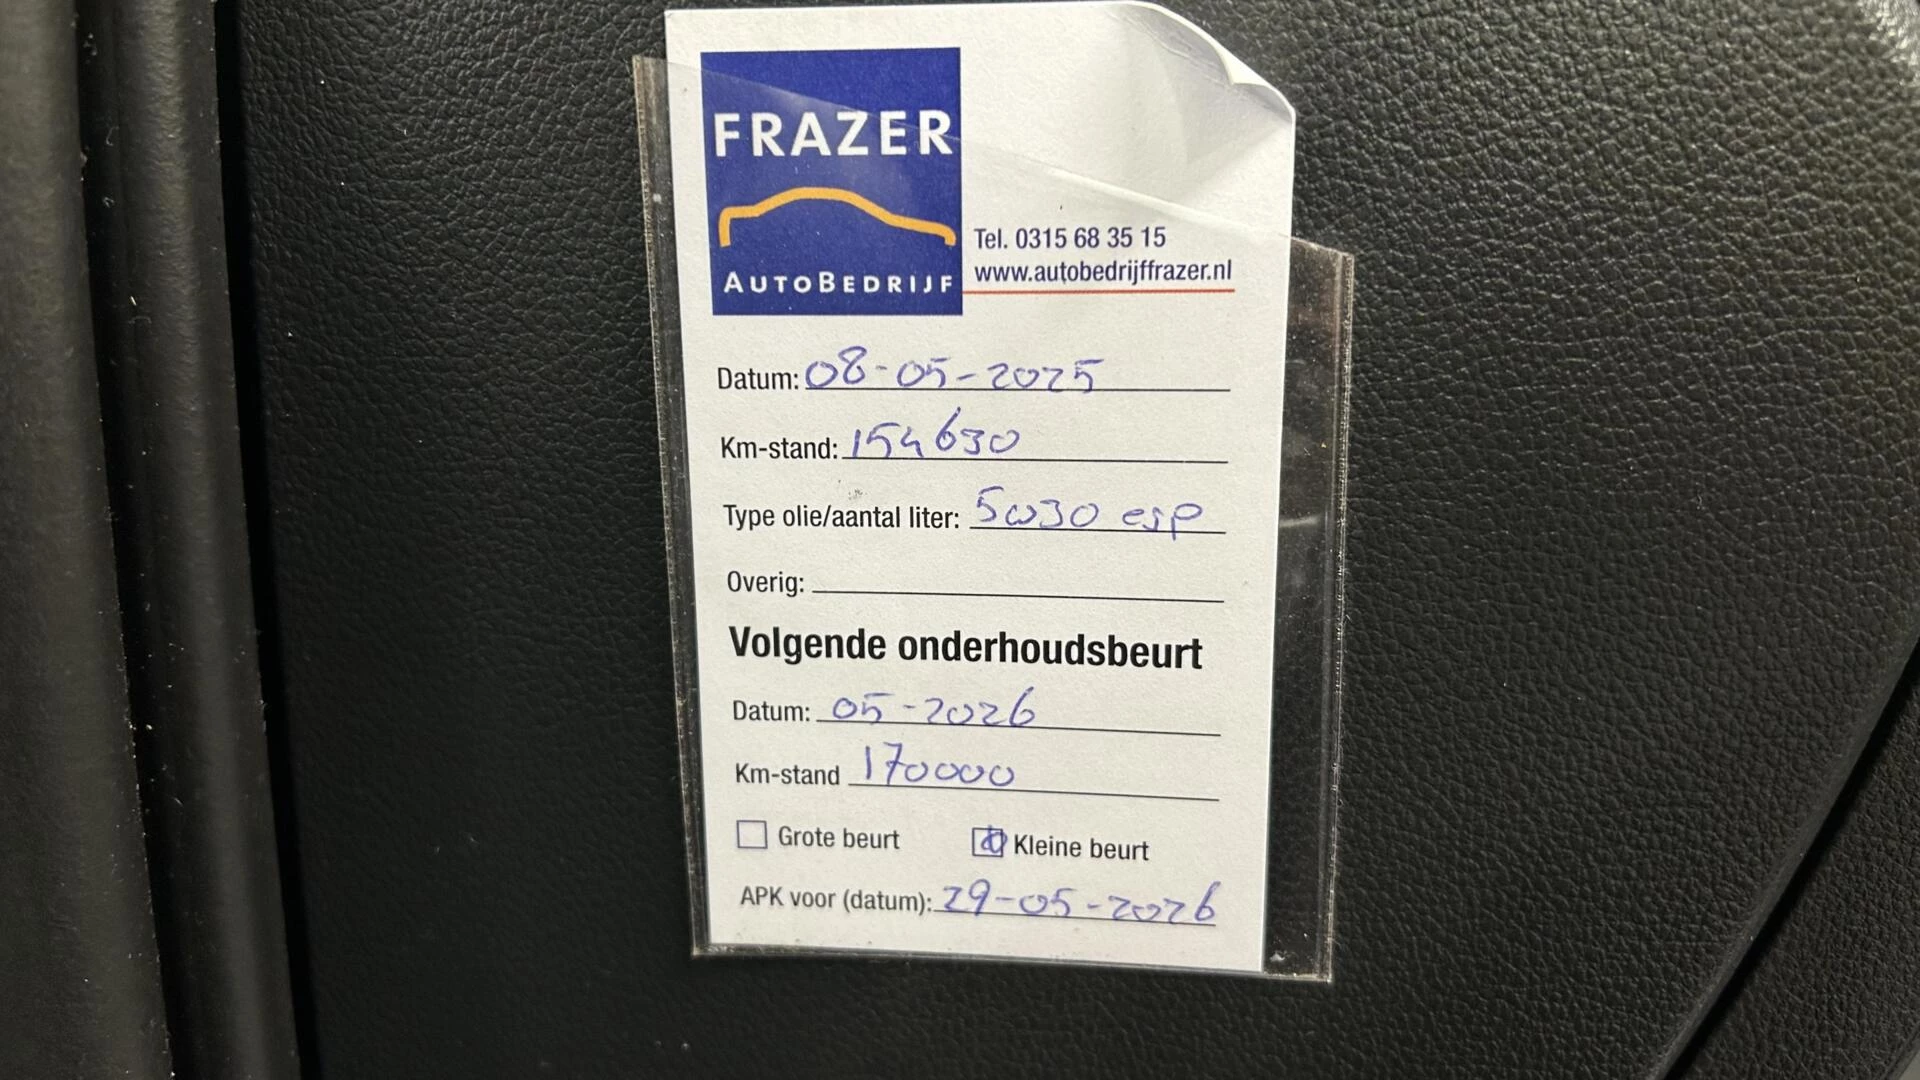 FRAZER
AUTOBEDRIJF
Tel. 0315 68 35 15
www.autobedrijffrazer.nl
Datum: 08-05-2025
Km-stand: 154630
Type olie/aantal liter: 5w30 esp
Overig:
Volgende onderhoudsbeurt
Datum: 05-2026
Km-stand 170000
Grote beurt Kleine beurt
APK voor (datum): 29-05-2026